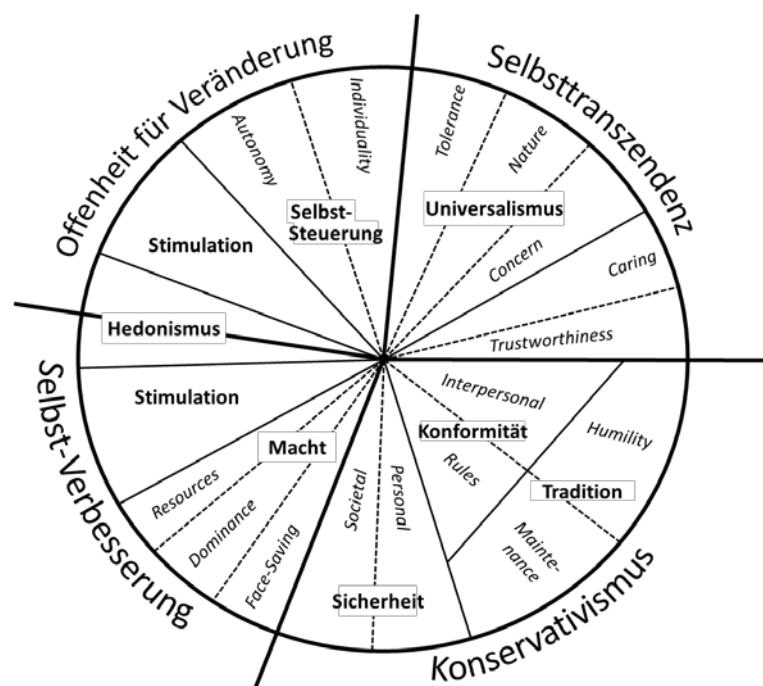 Offenheit für Veränderung
Selbsttranszendenz
Autonomy
Individuality
Tolerance
Nature
Selbst-
Steuerung
Universalismus
Stimulation
Concern
Caring
Hedonismus
Trustworthiness
Stimulation
Interpersonal
Humility
Konformität
Macht
Rules
Resources
Societal
Personal
Tradition
Dominance
Face-Saving
Mainte-
nance
Sicherheit
Selbst-Verbesserung
Konservativismus